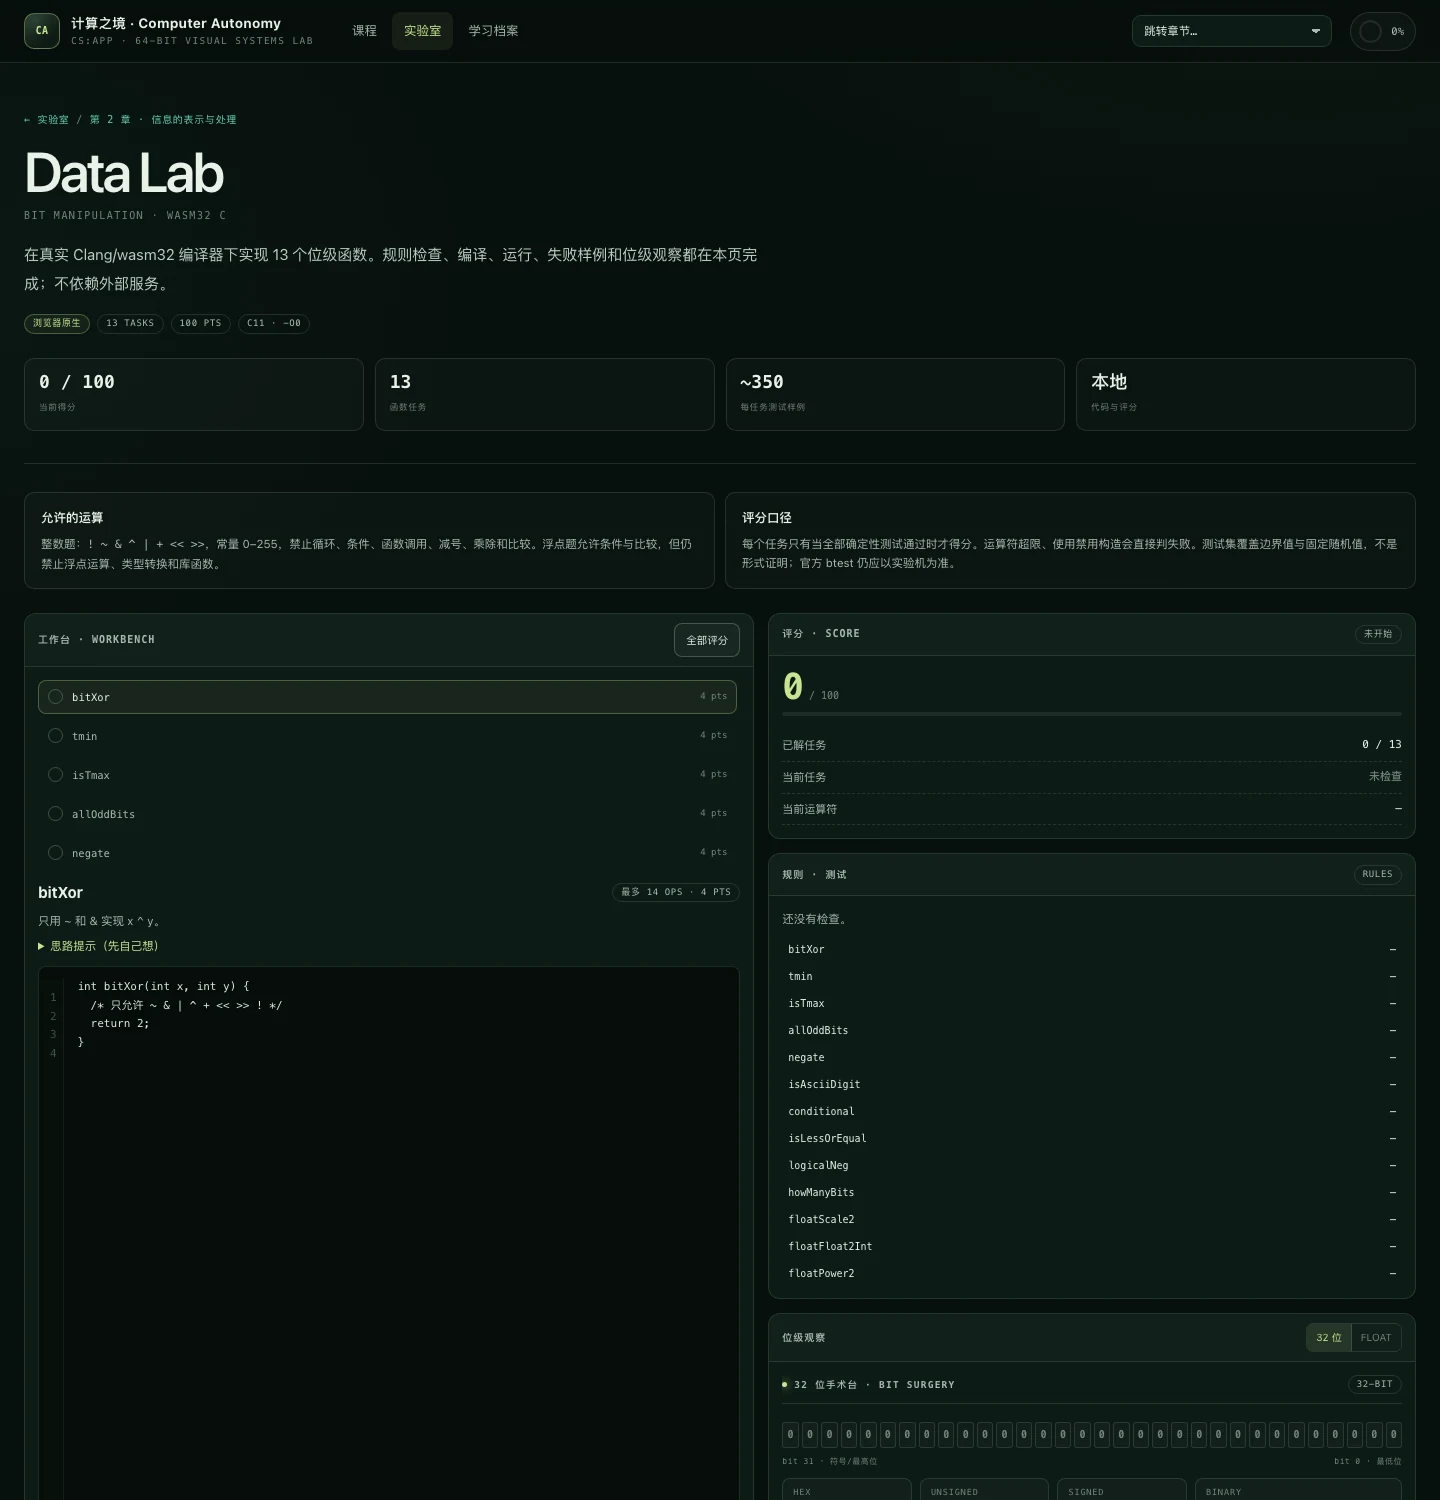 CA
计算之境 · Computer Autonomy
CS:APP · 64-BIT VISUAL SYSTEMS LAB
课程
实验室
学习档案
跳转章节…
0%
← 实验室 / 第 2 章 · 信息的表示与处理
Data Lab
BIT MANIPULATION · WASM32 C
在真实 Clang/wasm32 编译器下实现 13 个位级函数。规则检查、编译、运行、失败样例和位级观察都在本页完
成；不依赖外部服务。
浏览器原生
13 TASKS
100 PTS
C11 · -O0
0 / 100
当前得分
13
函数任务
~350
每任务测试样例
本地
代码与评分
允许的运算
整数题：! ~ & ^ | + << >>，常量 0–255，禁止循环、条件、函数调用、减号、乘除和比较。浮点题允许条件与比较，但仍
禁止浮点运算、类型转换和库函数。
评分口径
每个任务只有当全部确定性测试通过时才得分。运算符超限、使用禁用构造会直接判失败。测试集覆盖边界值与固定随机值，不是
形式证明；官方 btest 仍应以实验机为准。
工作台 · WORKBENCH
全部评分
bitXor
4 pts
tmin
4 pts
isTmax
4 pts
allOddBits
4 pts
negate
4 pts
bitXor
最多 14 OPS · 4 PTS
只用 ~ 和 & 实现 x ^ y。
▶ 思路提示（先自己想）
1
2
3
4
int bitXor(int x, int y) {
/* 只允许 ~ & | ^ + << >> ! */
return 2;
}
评分 · SCORE
未开始
0 / 100
已解任务
0 / 13
当前任务
未检查
当前运算符
—
规则 · 测试
RULES
还没有检查。
bitXor —
tmin —
isTmax —
allOddBits —
negate —
isAsciiDigit —
conditional —
isLessOrEqual —
logicalNeg —
howManyBits —
floatScale2 —
floatFloat2Int —
floatPower2 —
位级观察
32 位
FLOAT
32 位手术台 · BIT SURGERY
32-BIT
0 0 0 0 0 0 0 0 0 0 0 0 0 0 0 0 0 0 0 0 0 0 0 0 0 0 0 0 0 0 0 0
bit 31 · 符号/最高位
bit 0 · 最低位
HEX
UNSIGNED
SIGNED
BINARY